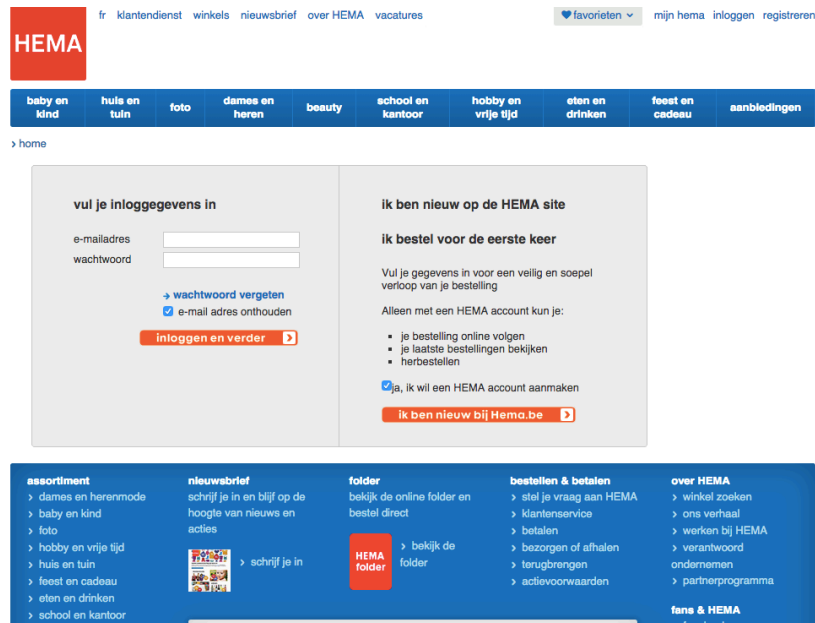 HEMA
fr klantendienst winkels nieuwsbrief over HEMA vacatures
favorieten
mijn hema inloggen registreren
baby en kind
huis en tuin
foto
dames en heren
beauty
school en kantoor
hobby en vrije tijd
eten en drinken
feest en cadeau
aanbiedingen
› home
vul je inloggegevens in
e-mailadres
wachtwoord
→ wachtwoord vergeten
e-mail adres onthouden
inloggen en verder
ik ben nieuw op de HEMA site
ik bestel voor de eerste keer
Vul je gegevens in voor een veilig en soepel
verloop van je bestelling
Alleen met een HEMA account kun je:
▪ je bestelling online volgen
▪ je laatste bestellingen bekijken
▪ herbestellen
ja, ik wil een HEMA account aanmaken
ik ben nieuw bij Hema.be
assortiment
› dames en herenmode
› baby en kind
› foto
› hobby en vrije tijd
› huis en tuin
› feest en cadeau
› eten en drinken
› school en kantoor
nieuwsbrief
schrijf je in en blijf op de
hoogte van nieuws en
acties
› schrijf je in
folder
bekijk de online folder en
bestel direct
HEMA
folder
› bekijk de
folder
bestellen & betalen
› stel je vraag aan HEMA
› klantenservice
› betalen
› bezorgen of afhalen
› terugbrengen
› actievoorwaarden
over HEMA
› winkel zoeken
› ons verhaal
› werken bij HEMA
› verantwoord
ondernemen
› partnerprogramma
fans & HEMA